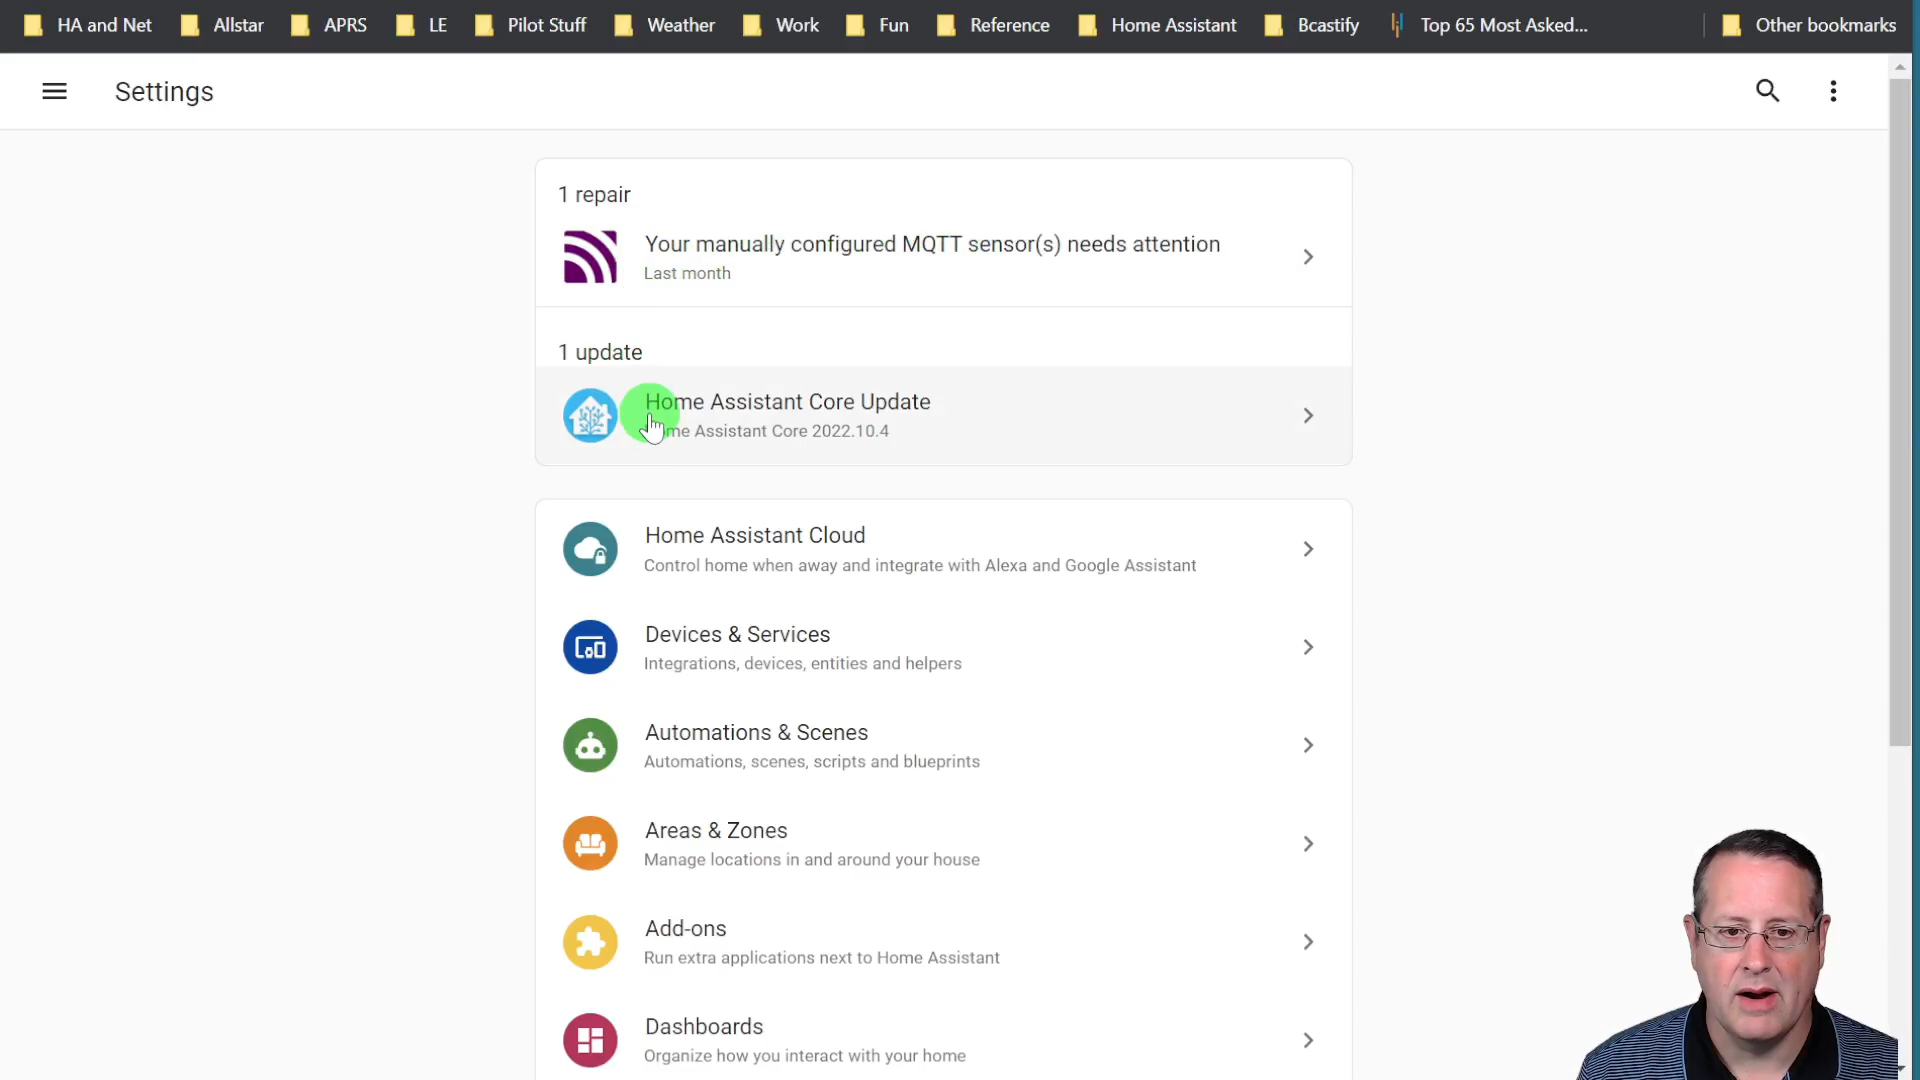 HA and Net
Allstar
APRS
LE
Pilot Stuff
Weather
Work
Fun
Reference
Home Assistant
Bcastify
Top 65 Most Asked...
Other bookmarks
Settings
1 repair
Your manually configured MQTT sensor(s) needs attention
Last month
1 update
Home Assistant Core Update
me Assistant Core 2022.10.4
Home Assistant Cloud
Control home when away and integrate with Alexa and Google Assistant
Devices & Services
Integrations, devices, entities and helpers
Automations & Scenes
Automations, scenes, scripts and blueprints
Areas & Zones
Manage locations in and around your house
Add-ons
Run extra applications next to Home Assistant
Dashboards
Organize how you interact with your home